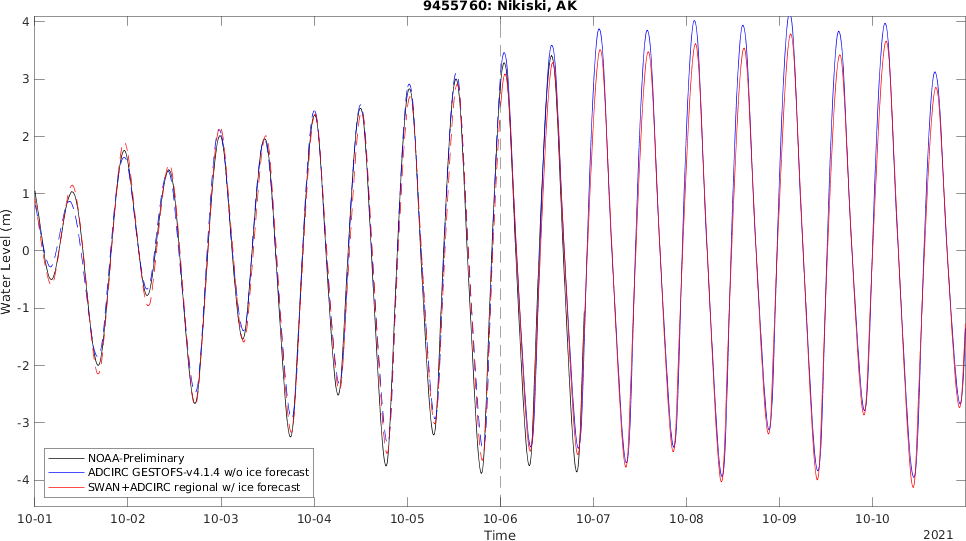 9455760: Nikiski, AK
4
3
2
1
0
-1
-2
-3
-4
Water Level (m)
NOAA-Preliminary
ADCIRC GESTOFS-v4.1.4 w/o ice forecast
SWAN+ADCIRC regional w/ ice forecast
10-01 10-02 10-03 10-04 10-05 10-06 10-07 10-08 10-09 10-10
Time
2021